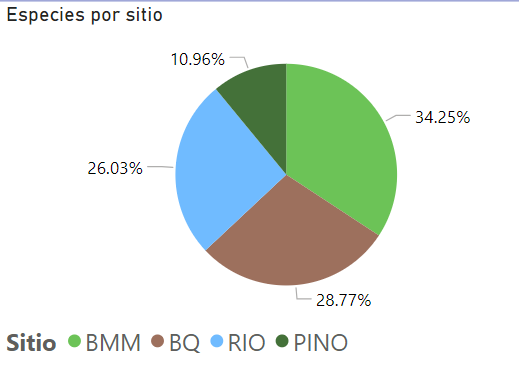 Especies por sitio
10.96%
34.25%
26.03%
28.77%
Sitio BMM BQ RIO PINO